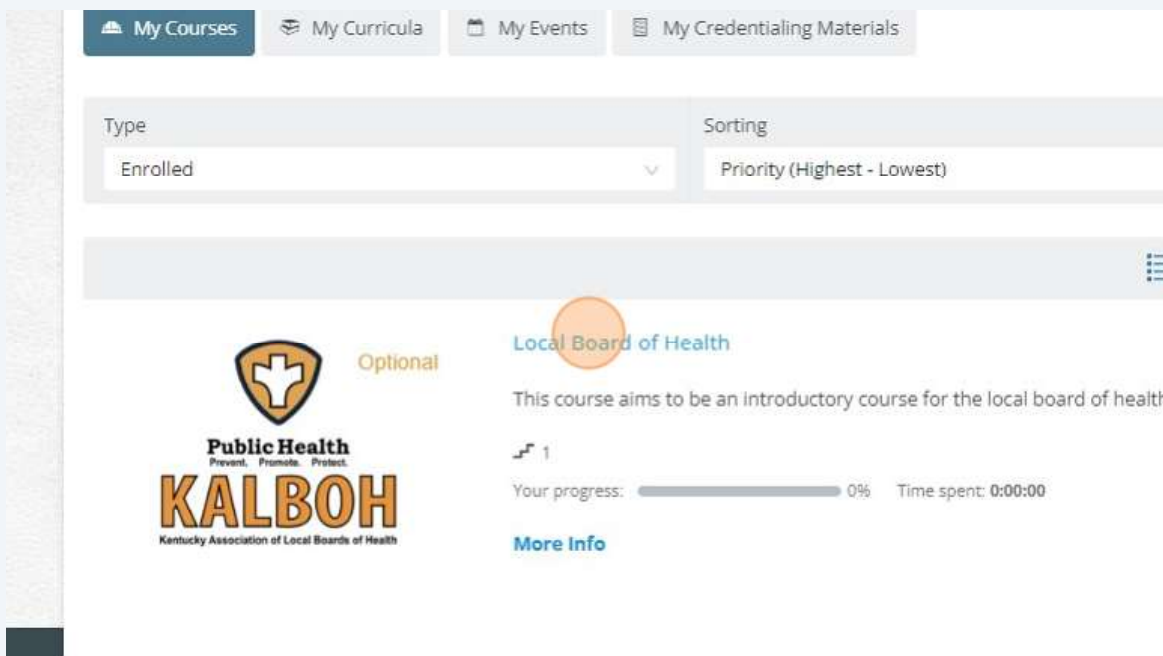 My Courses My Curricula My Events My Credentialing Materials
Type Sorting
Enrolled Priority (Highest - Lowest)
Optional
Public Health
Prevent. Promote. Protect.
KALBOH
Kentucky Association of Local Boards of Health
Local Board of Health
This course aims to be an introductory course for the local board of health
1
Your progress: 0% Time spent: 0:00:00
More Info